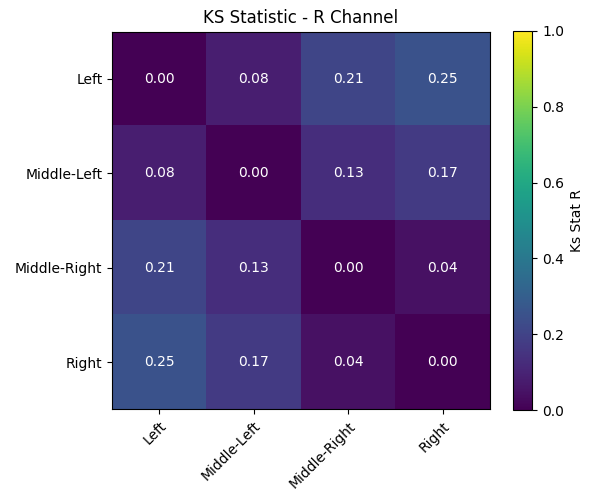 KS Statistic - R Channel
Left
0.00 0.08 0.21 0.25
Middle-Left
0.08 0.00 0.13 0.17
Middle-Right
0.21 0.13 0.00 0.04
Right
0.25 0.17 0.04 0.00
Left Middle-Left Middle-Right Right
1.0
0.8
0.6
0.4
0.2
0.0
Ks Stat R